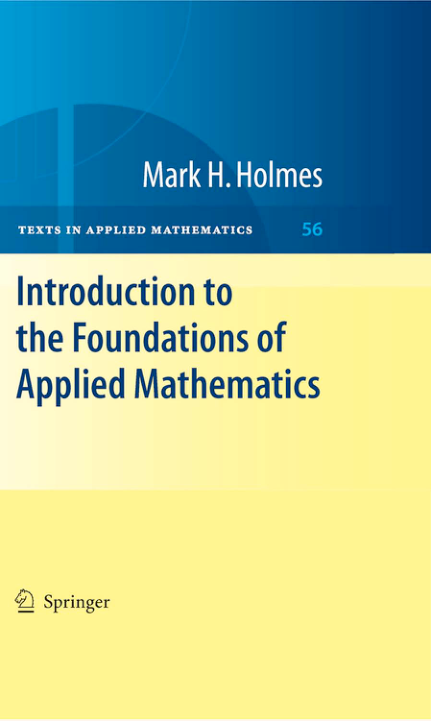 Mark H. Holmes
TEXTS IN APPLIED MATHEMATICS 56
Introduction to
the Foundations of
Applied Mathematics
Springer